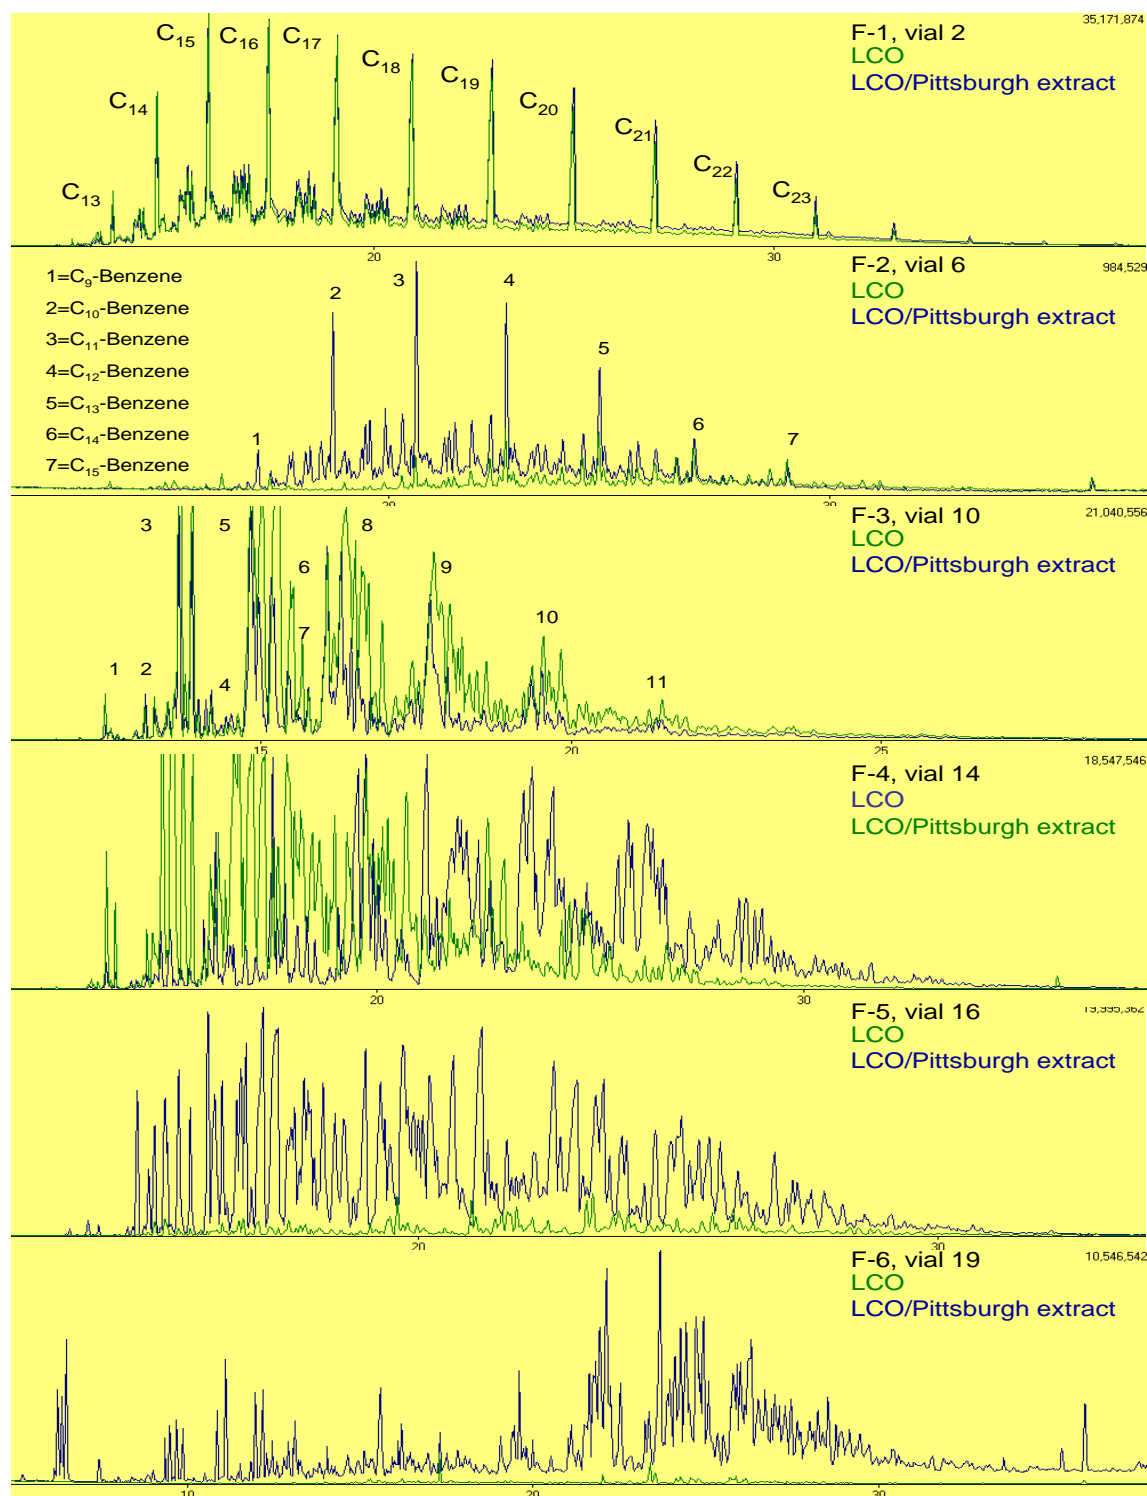 F-1, vial 2
35,171,874
LCO
LCO/Pittsburgh extract
C13
C14
C15
C16
C17
C18
C19
C20
C21
C22
C23
20
30
F-2, vial 6
984,529
LCO
LCO/Pittsburgh extract
1=C9-Benzene
2=C10-Benzene
3=C11-Benzene
4=C12-Benzene
5=C13-Benzene
6=C14-Benzene
7=C15-Benzene
1
2
3
4
5
6
7
20
F-3, vial 10
21,040,556
LCO
LCO/Pittsburgh extract
1
2
3
4
5
6
7
8
9
10
11
15
20
25
F-4, vial 14
18,547,546
LCO
LCO/Pittsburgh extract
20
30
F-5, vial 16
19,995,362
LCO
LCO/Pittsburgh extract
20
30
F-6, vial 19
10,546,542
LCO
LCO/Pittsburgh extract
10
20
30